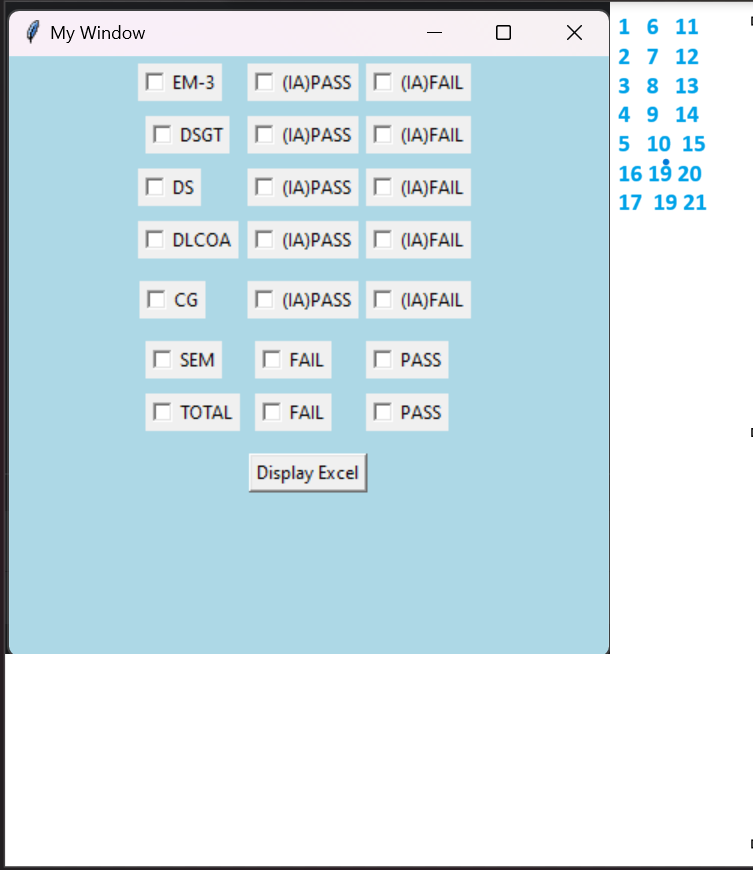 My Window
EM-3 (IA)PASS (IA)FAIL 1 6 11
DSGT (IA)PASS (IA)FAIL 2 7 12
DS (IA)PASS (IA)FAIL 3 8 13
DLCOA (IA)PASS (IA)FAIL 4 9 14
CG (IA)PASS (IA)FAIL 5 10 15
SEM FAIL PASS 16 19 20
TOTAL FAIL PASS 17 19 21
Display Excel